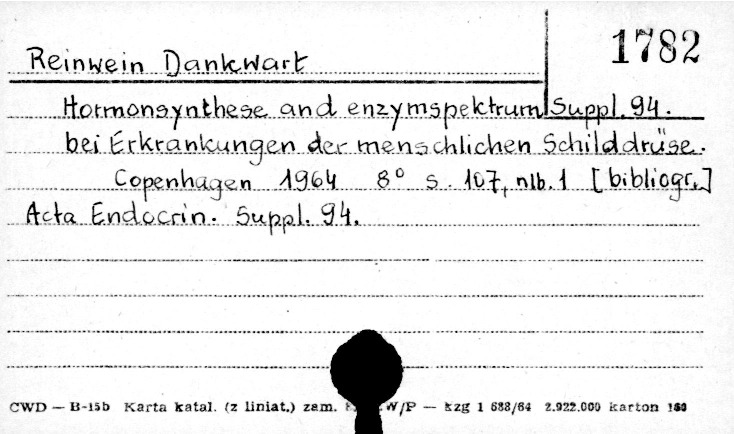 1782
Reinwein Dankwart
Hormonsynthese and enzymspektrum Suppl. 94.
bei Erkrankungen der menschlichen Schilddrüse.
Copenhagen 1964 8° s. 107, nlb. 1 [bibliogr.]
Acta Endocrin. Suppl. 94.
CWD — B-15b Karta katal. (z liniat.) zam. W/P — kzg 1 688/64 2.922.000 karton